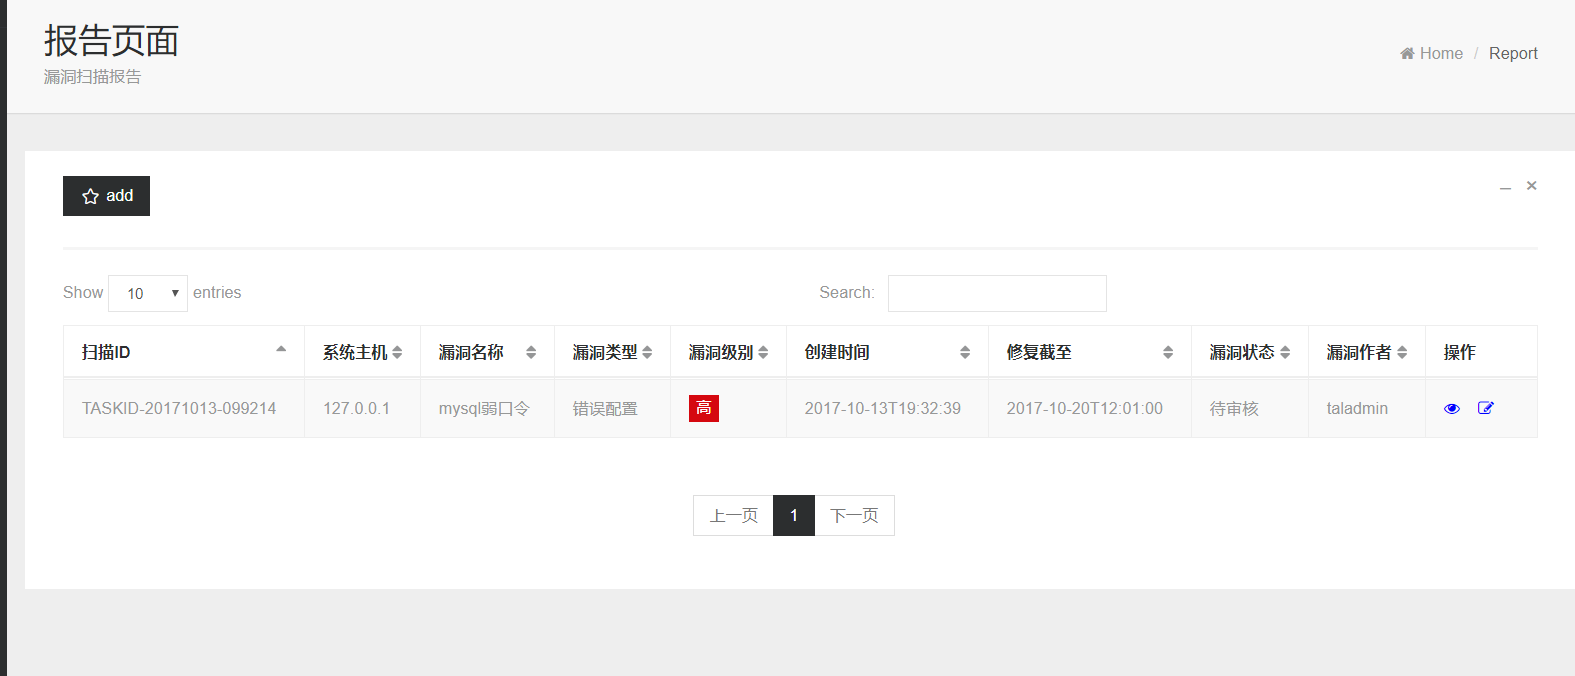 报告页面
漏洞扫描报告
Home / Report
add
Show 10 entries Search:
扫描ID 系统主机 漏洞名称 漏洞类型 漏洞级别 创建时间 修复截至 漏洞状态 漏洞作者 操作
TASKID-20171013-099214 127.0.0.1 mysql弱口令 错误配置 高 2017-10-13T19:32:39 2017-10-20T12:01:00 待审核 taladmin
上一页 1 下一页